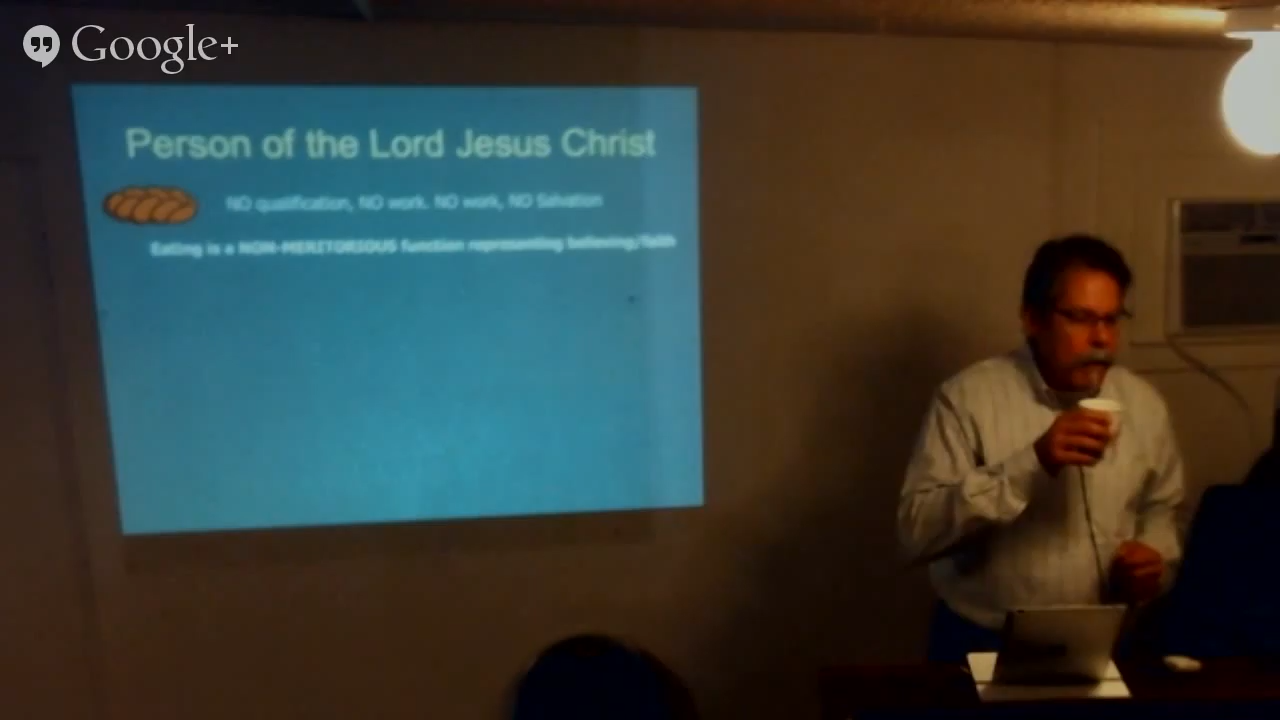 Google+
Person of the Lord Jesus Christ
NO qualification, NO work. NO work, NO Salvation
Eating is a NON-MERITORIOUS function representing believing/faith